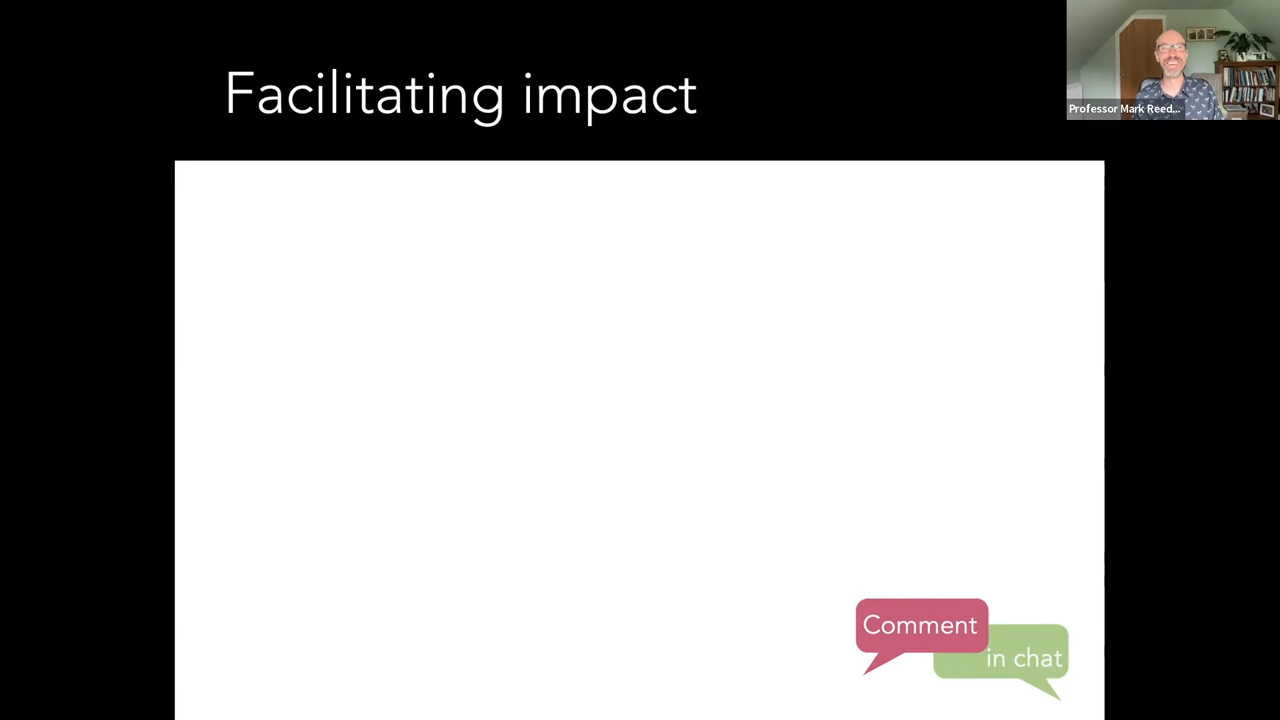 Facilitating impact
Professor Mark Reed...
Comment
in chat